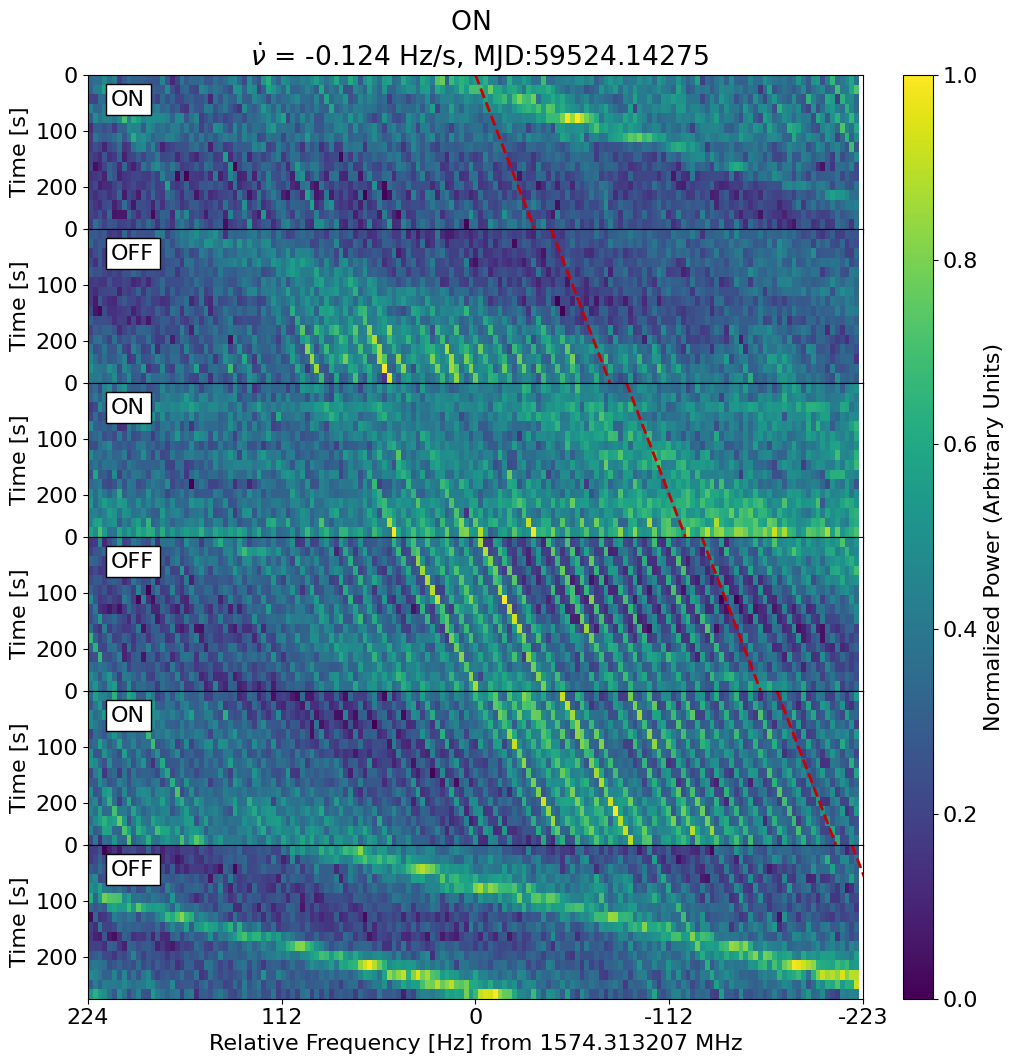 ON
ν̇ = -0.124 Hz/s, MJD:59524.14275
0
100
200
Time [s]
ON
0
100
200
Time [s]
OFF
0
100
200
Time [s]
ON
0
100
200
Time [s]
OFF
0
100
200
Time [s]
ON
0
100
200
Time [s]
OFF
224 112 0 -112 -223
Relative Frequency [Hz] from 1574.313207 MHz
1.0
0.8
0.6
0.4
0.2
0.0
Normalized Power (Arbitrary Units)